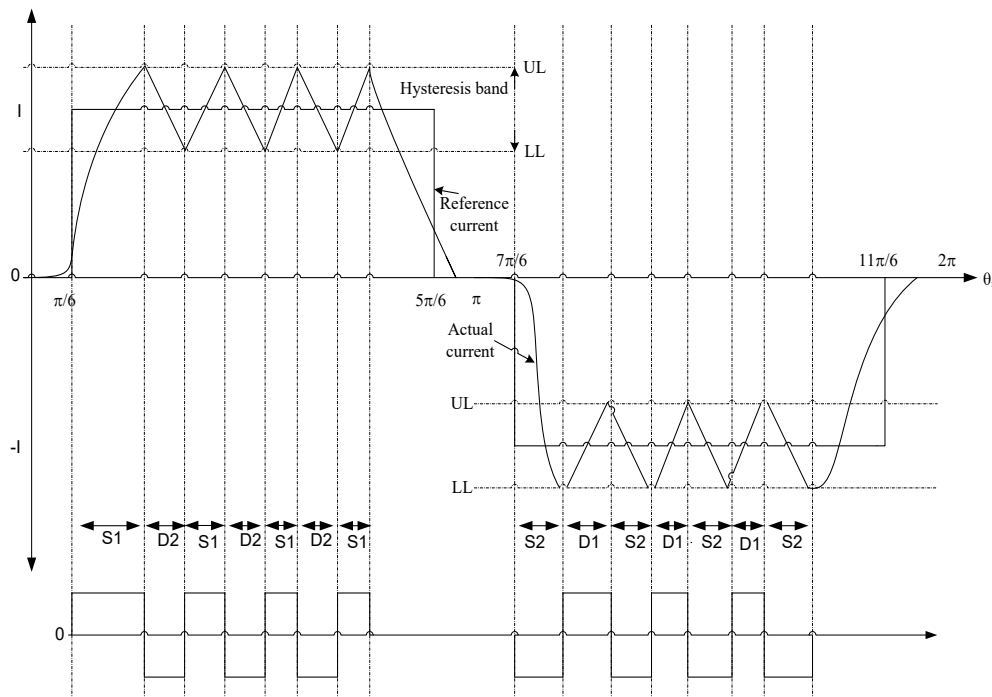 UL
Hysteresis band
I
LL
Reference
current
0
π/6
5π/6
π
7π/6
11π/6
2π
θ
Actual
current
UL
-I
LL
S1
D2
S1
D2
S1
D2
S1
S2
D1
S2
D1
S2
D1
S2
0